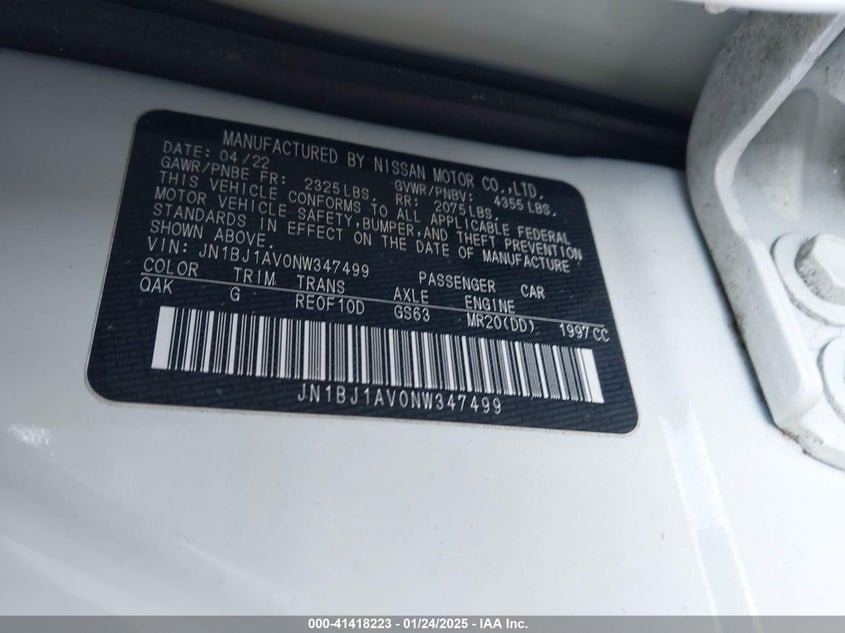 MANUFACTURED BY NISSAN MOTOR CO.,LTD.
DATE: 04/22 GVWR/PNBV: 4355 LBS.
GAWR/PNBE FR: 2325 LBS. RR: 2075 LBS.
THIS VEHICLE CONFORMS TO ALL APPLICABLE FEDERAL
MOTOR VEHICLE SAFETY, BUMPER, AND THEFT PREVENTION
STANDARDS IN EFFECT ON THE DATE OF MANUFACTURE
SHOWN ABOVE.
VIN: JN1BJ1AV0NW347499 PASSENGER CAR
COLOR TRIM TRANS AXLE ENGINE
QAK G RE0F10D GS63 MR20(DD) 1997CC
JN1BJ1AV0NW347499
000-41418223 - 01/24/2025 - Copyright © 2025 IAA, Inc.